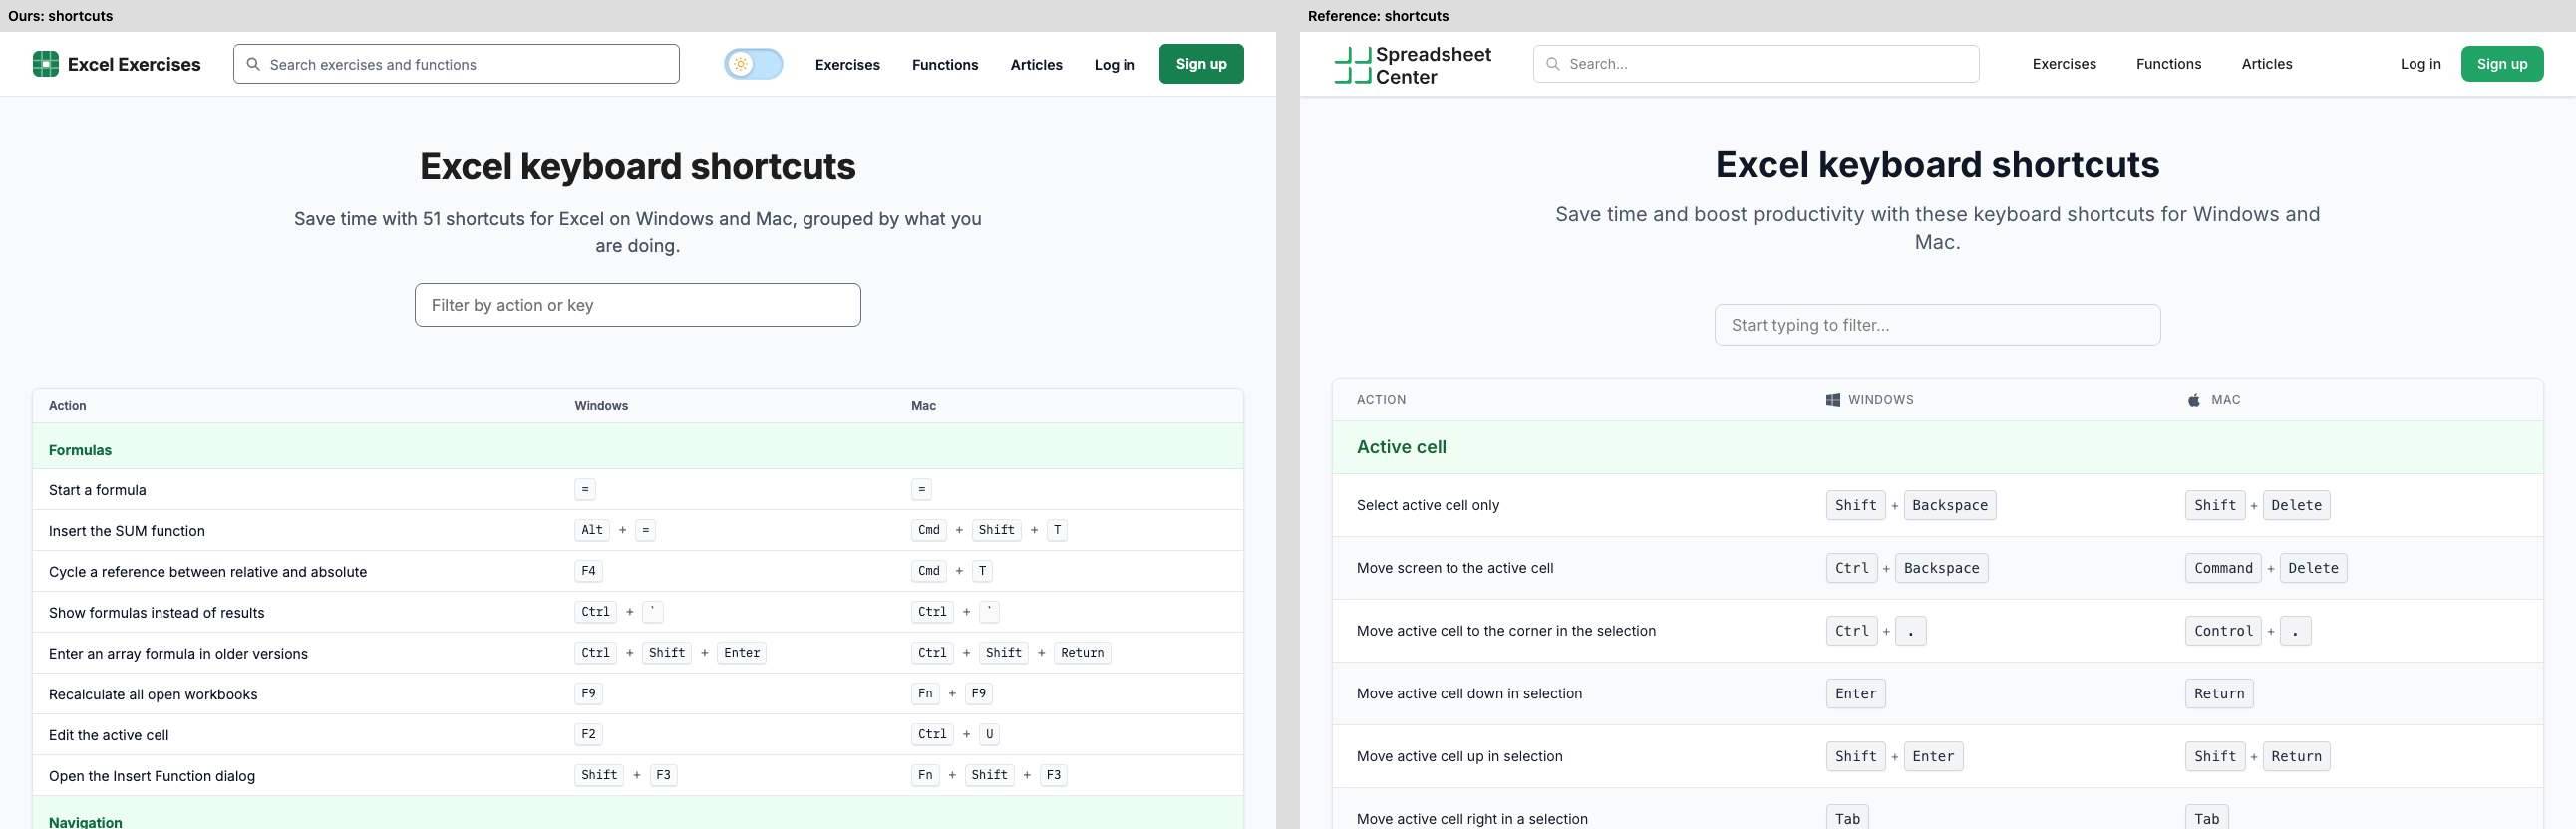 Ours: shortcuts
Excel Exercises
Search exercises and functions
Exercises
Functions
Articles
Log in
Sign up
Excel keyboard shortcuts
Save time with 51 shortcuts for Excel on Windows and Mac, grouped by what you
are doing.
Filter by action or key
Action Windows Mac
Formulas
Start a formula = =
Insert the SUM function Alt + = Cmd + Shift + T
Cycle a reference between relative and absolute F4 Cmd + T
Show formulas instead of results Ctrl + ` Ctrl + `
Enter an array formula in older versions Ctrl + Shift + Enter Ctrl + Shift + Return
Recalculate all open workbooks F9 Fn + F9
Edit the active cell F2 Ctrl + U
Open the Insert Function dialog Shift + F3 Fn + Shift + F3
Navigation
Reference: shortcuts
Spreadsheet
Center
Search...
Exercises
Functions
Articles
Log in
Sign up
Excel keyboard shortcuts
Save time and boost productivity with these keyboard shortcuts for Windows and
Mac.
Start typing to filter...
ACTION WINDOWS MAC
Active cell
Select active cell only Shift + Backspace Shift + Delete
Move screen to the active cell Ctrl + Backspace Command + Delete
Move active cell to the corner in the selection Ctrl + . Control + .
Move active cell down in selection Enter Return
Move active cell up in selection Shift + Enter Shift + Return
Move active cell right in a selection Tab Tab